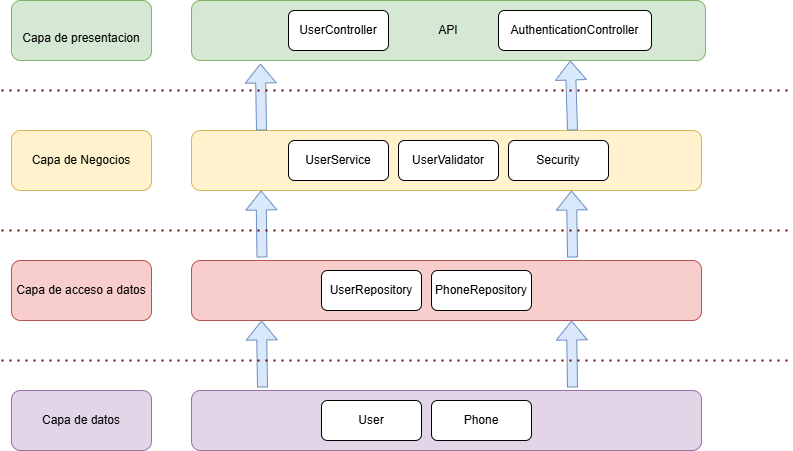 Capa de presentacion
UserController
API
AuthenticationController
Capa de Negocios
UserService
UserValidator
Security
Capa de acceso a datos
UserRepository
PhoneRepository
Capa de datos
User
Phone